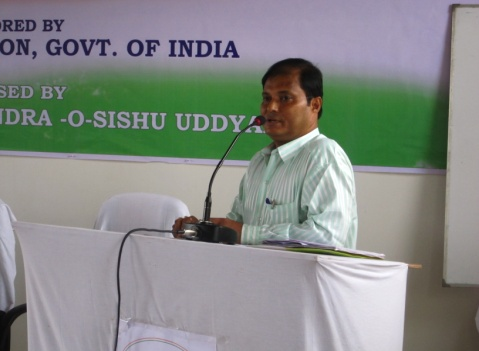 ORED BY
ON, GOVT. OF INDIA
SED BY
NDRA -O-SISHU UDDYA